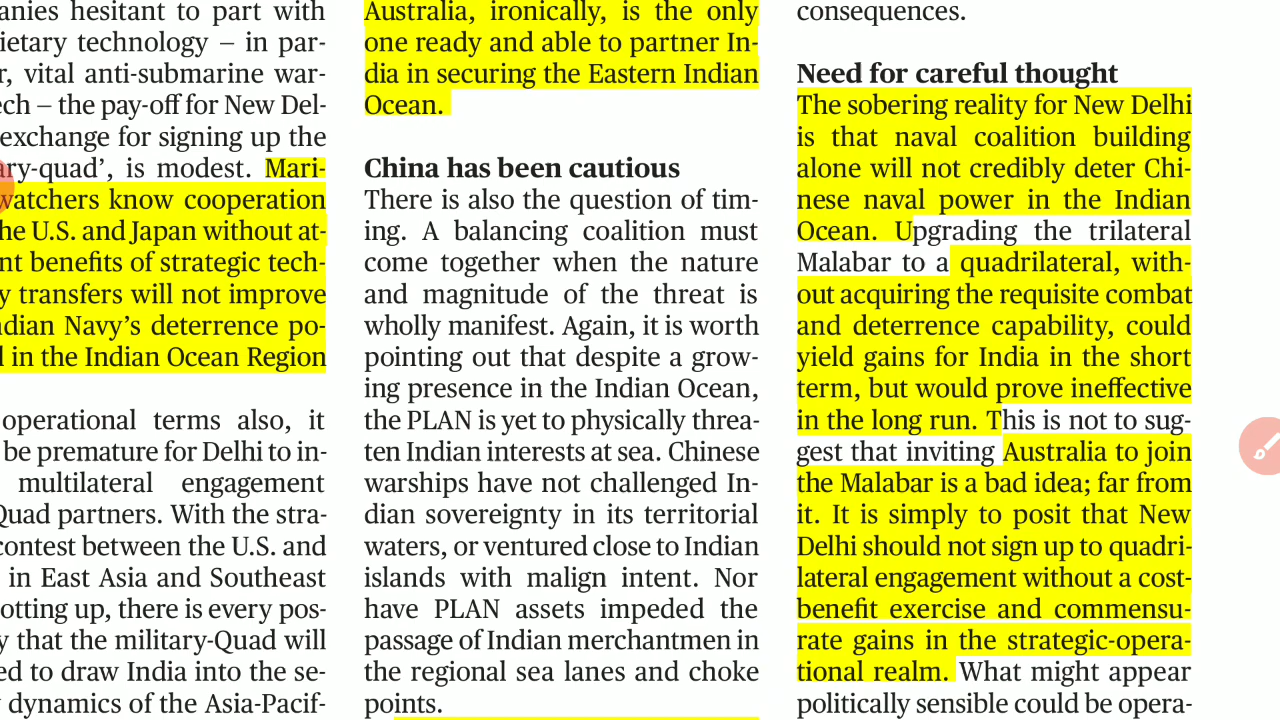 anies hesitant to part with
ietary technology – in par-
r, vital anti-submarine war-
ech – the pay-off for New Del-
exchange for signing up the
ary-quad’, is modest. Mari-
watchers know cooperation
he U.S. and Japan without at-
nt benefits of strategic tech-
y transfers will not improve
ndian Navy’s deterrence po-
l in the Indian Ocean Region
operational terms also, it
be premature for Delhi to in-
multilateral engagement
Quad partners. With the stra-
contest between the U.S. and
in East Asia and Southeast
otting up, there is every pos-
y that the military-Quad will
ed to draw India into the se-
y dynamics of the Asia-Pacif-
Australia, ironically, is the only
one ready and able to partner In-
dia in securing the Eastern Indian
Ocean.
China has been cautious
There is also the question of tim-
ing. A balancing coalition must
come together when the nature
and magnitude of the threat is
wholly manifest. Again, it is worth
pointing out that despite a grow-
ing presence in the Indian Ocean,
the PLAN is yet to physically threa-
ten Indian interests at sea. Chinese
warships have not challenged In-
dian sovereignty in its territorial
waters, or ventured close to Indian
islands with malign intent. Nor
have PLAN assets impeded the
passage of Indian merchantmen in
the regional sea lanes and choke
points.
consequences.
Need for careful thought
The sobering reality for New Delhi
is that naval coalition building
alone will not credibly deter Chi-
nese naval power in the Indian
Ocean. Upgrading the trilateral
Malabar to a quadrilateral, with-
out acquiring the requisite combat
and deterrence capability, could
yield gains for India in the short
term, but would prove ineffective
in the long run. This is not to sug-
gest that inviting Australia to join
the Malabar is a bad idea; far from
it. It is simply to posit that New
Delhi should not sign up to quadri-
lateral engagement without a cost-
benefit exercise and commensu-
rate gains in the strategic-opera-
tional realm. What might appear
politically sensible could be opera-